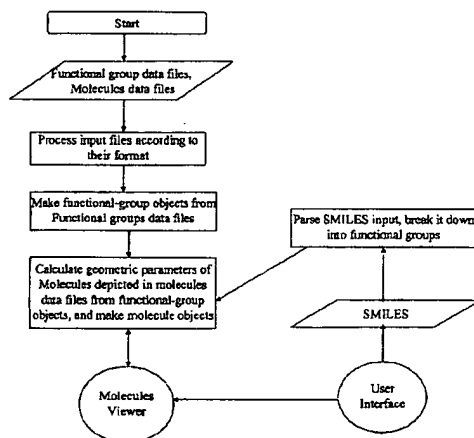 Start
Functional group data files,
Molecules data files
Process input files according to
their format
Make functional-group objects from
Functional groups data files
Parse SMILES input, break it down
into functional groups
Calculate geometric parameters of
Molecules depicted in molecules
data files from functional-group
objects, and make molecule objects
SMILES
Molecules
Viewer
User
Interface